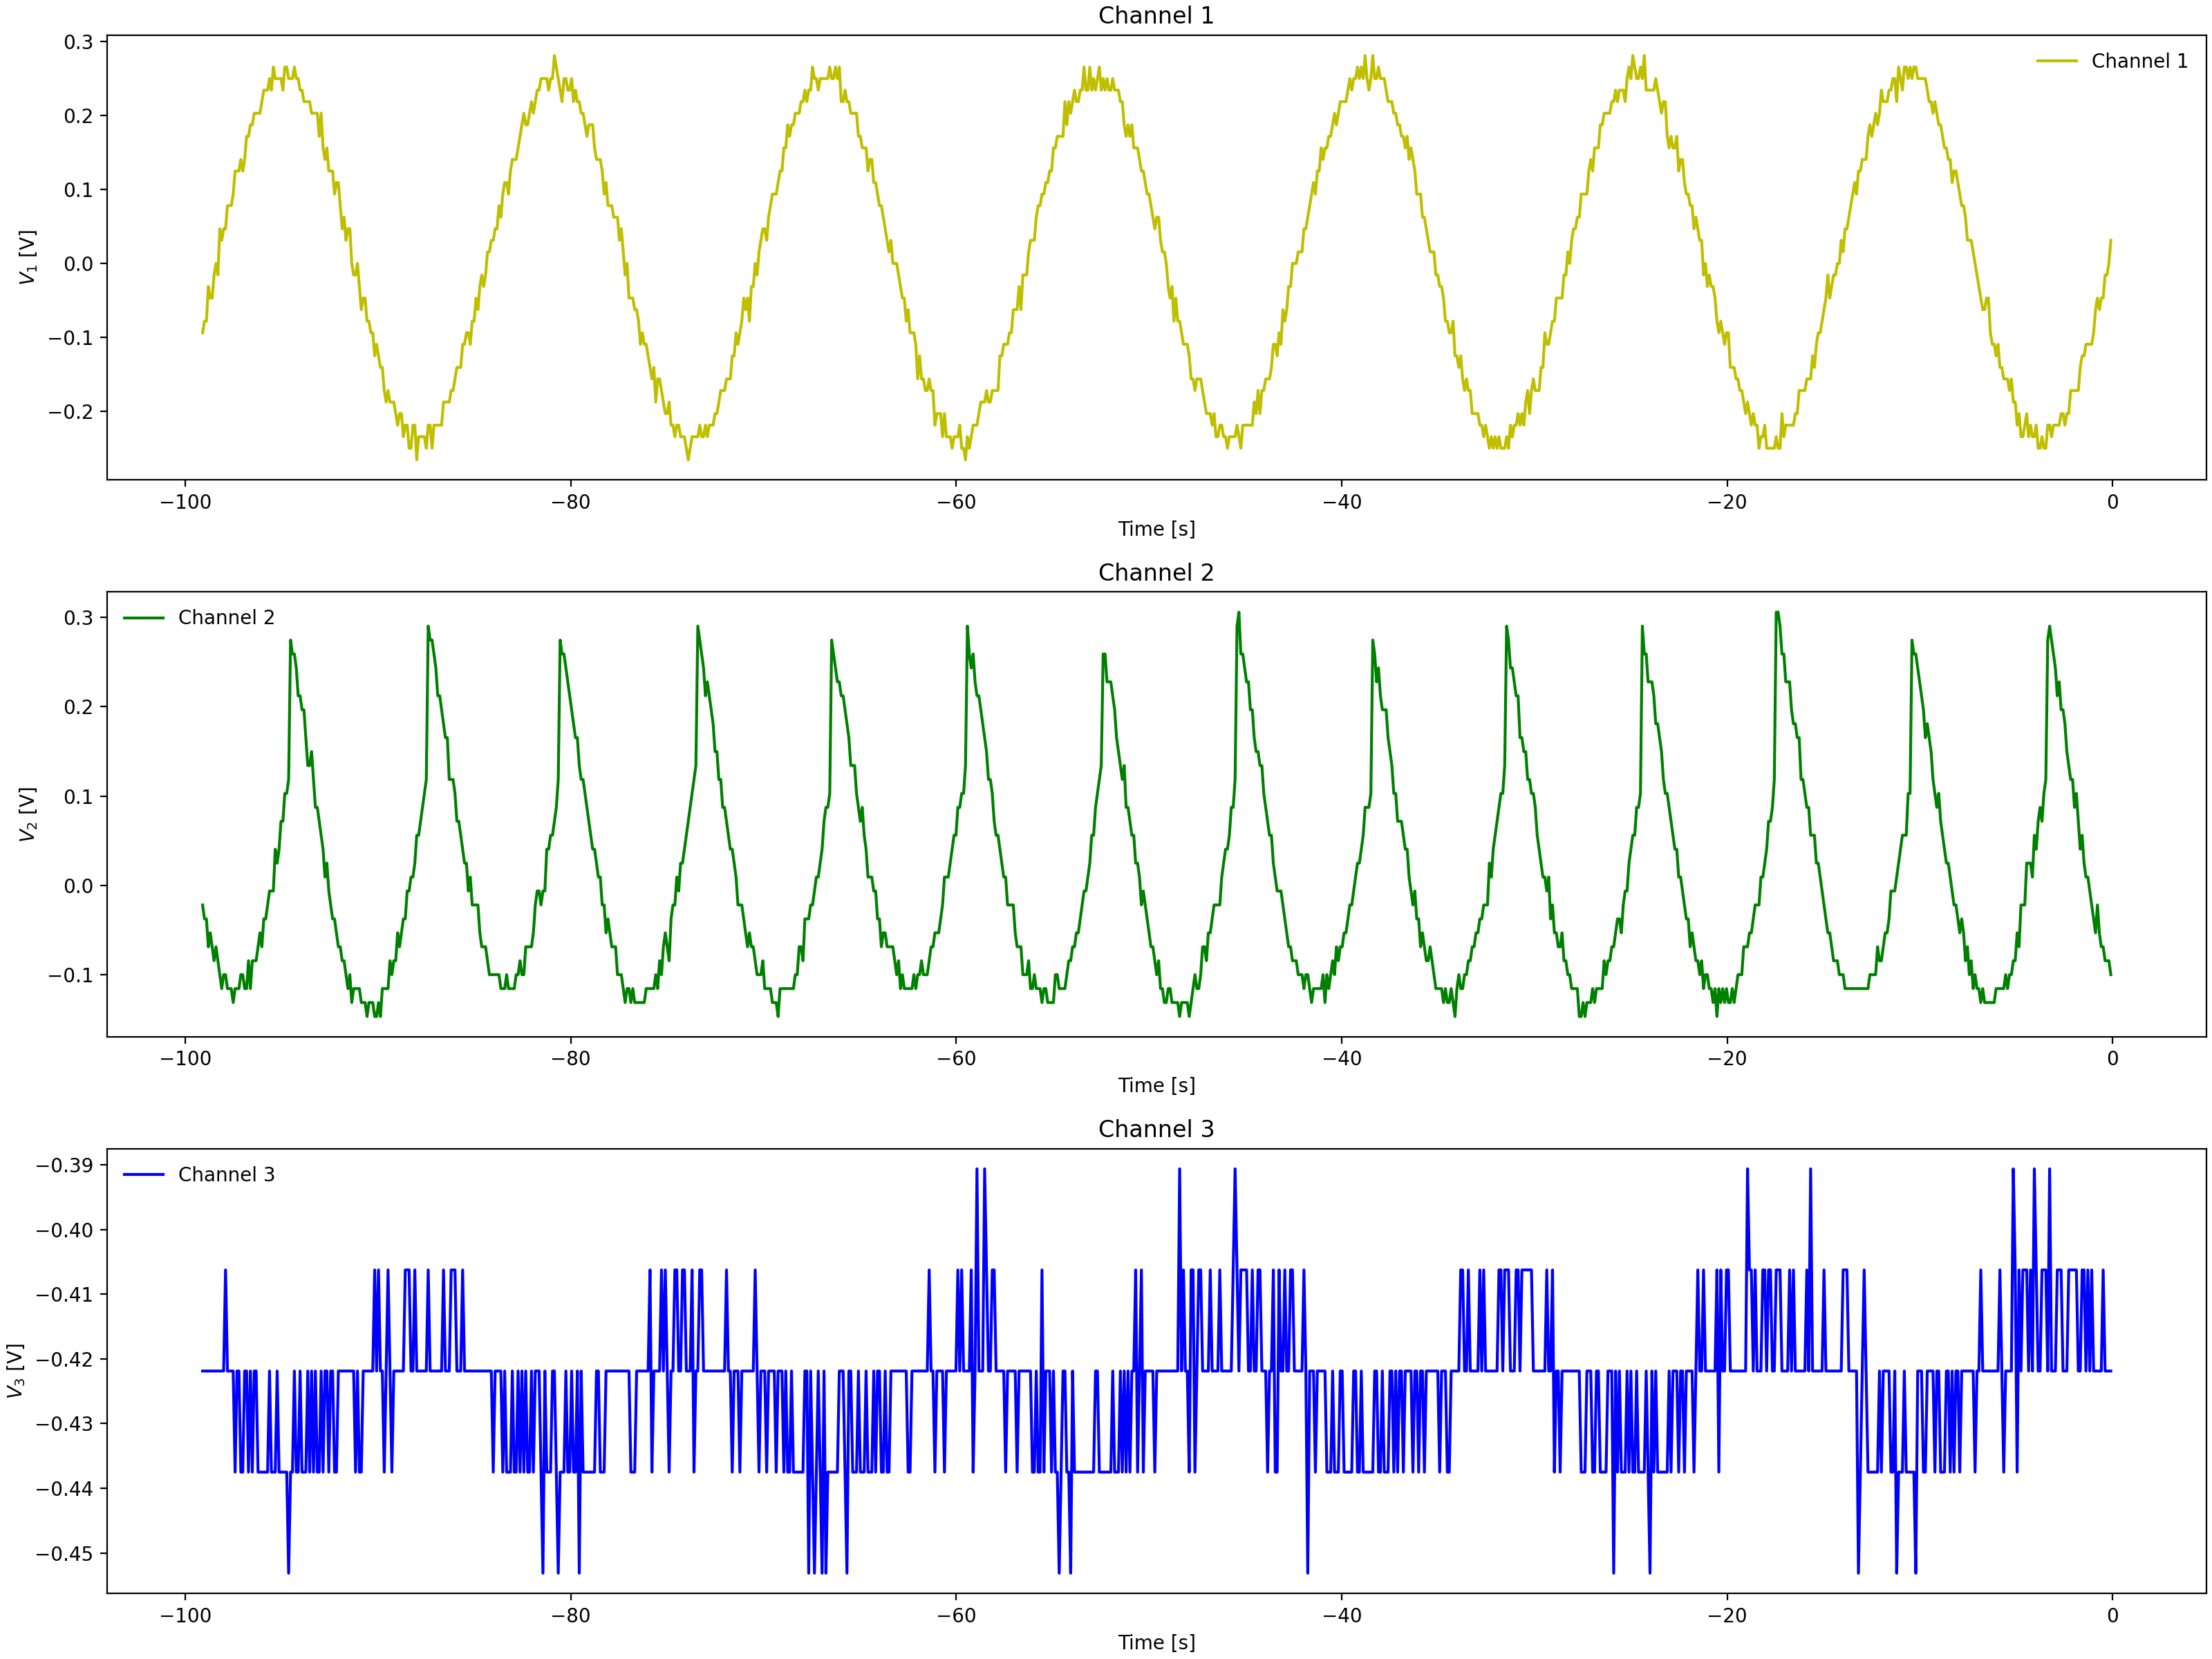 Channel 1
0.3
0.2
0.1
0.0
−0.1
−0.2
V₁ [V]
Channel 1
−100 −80 −60 −40 −20 0
Time [s]
Channel 2
0.3
0.2
0.1
0.0
−0.1
V₂ [V]
Channel 2
−100 −80 −60 −40 −20 0
Time [s]
Channel 3
−0.39
−0.40
−0.41
−0.42
−0.43
−0.44
−0.45
V₃ [V]
Channel 3
−100 −80 −60 −40 −20 0
Time [s]